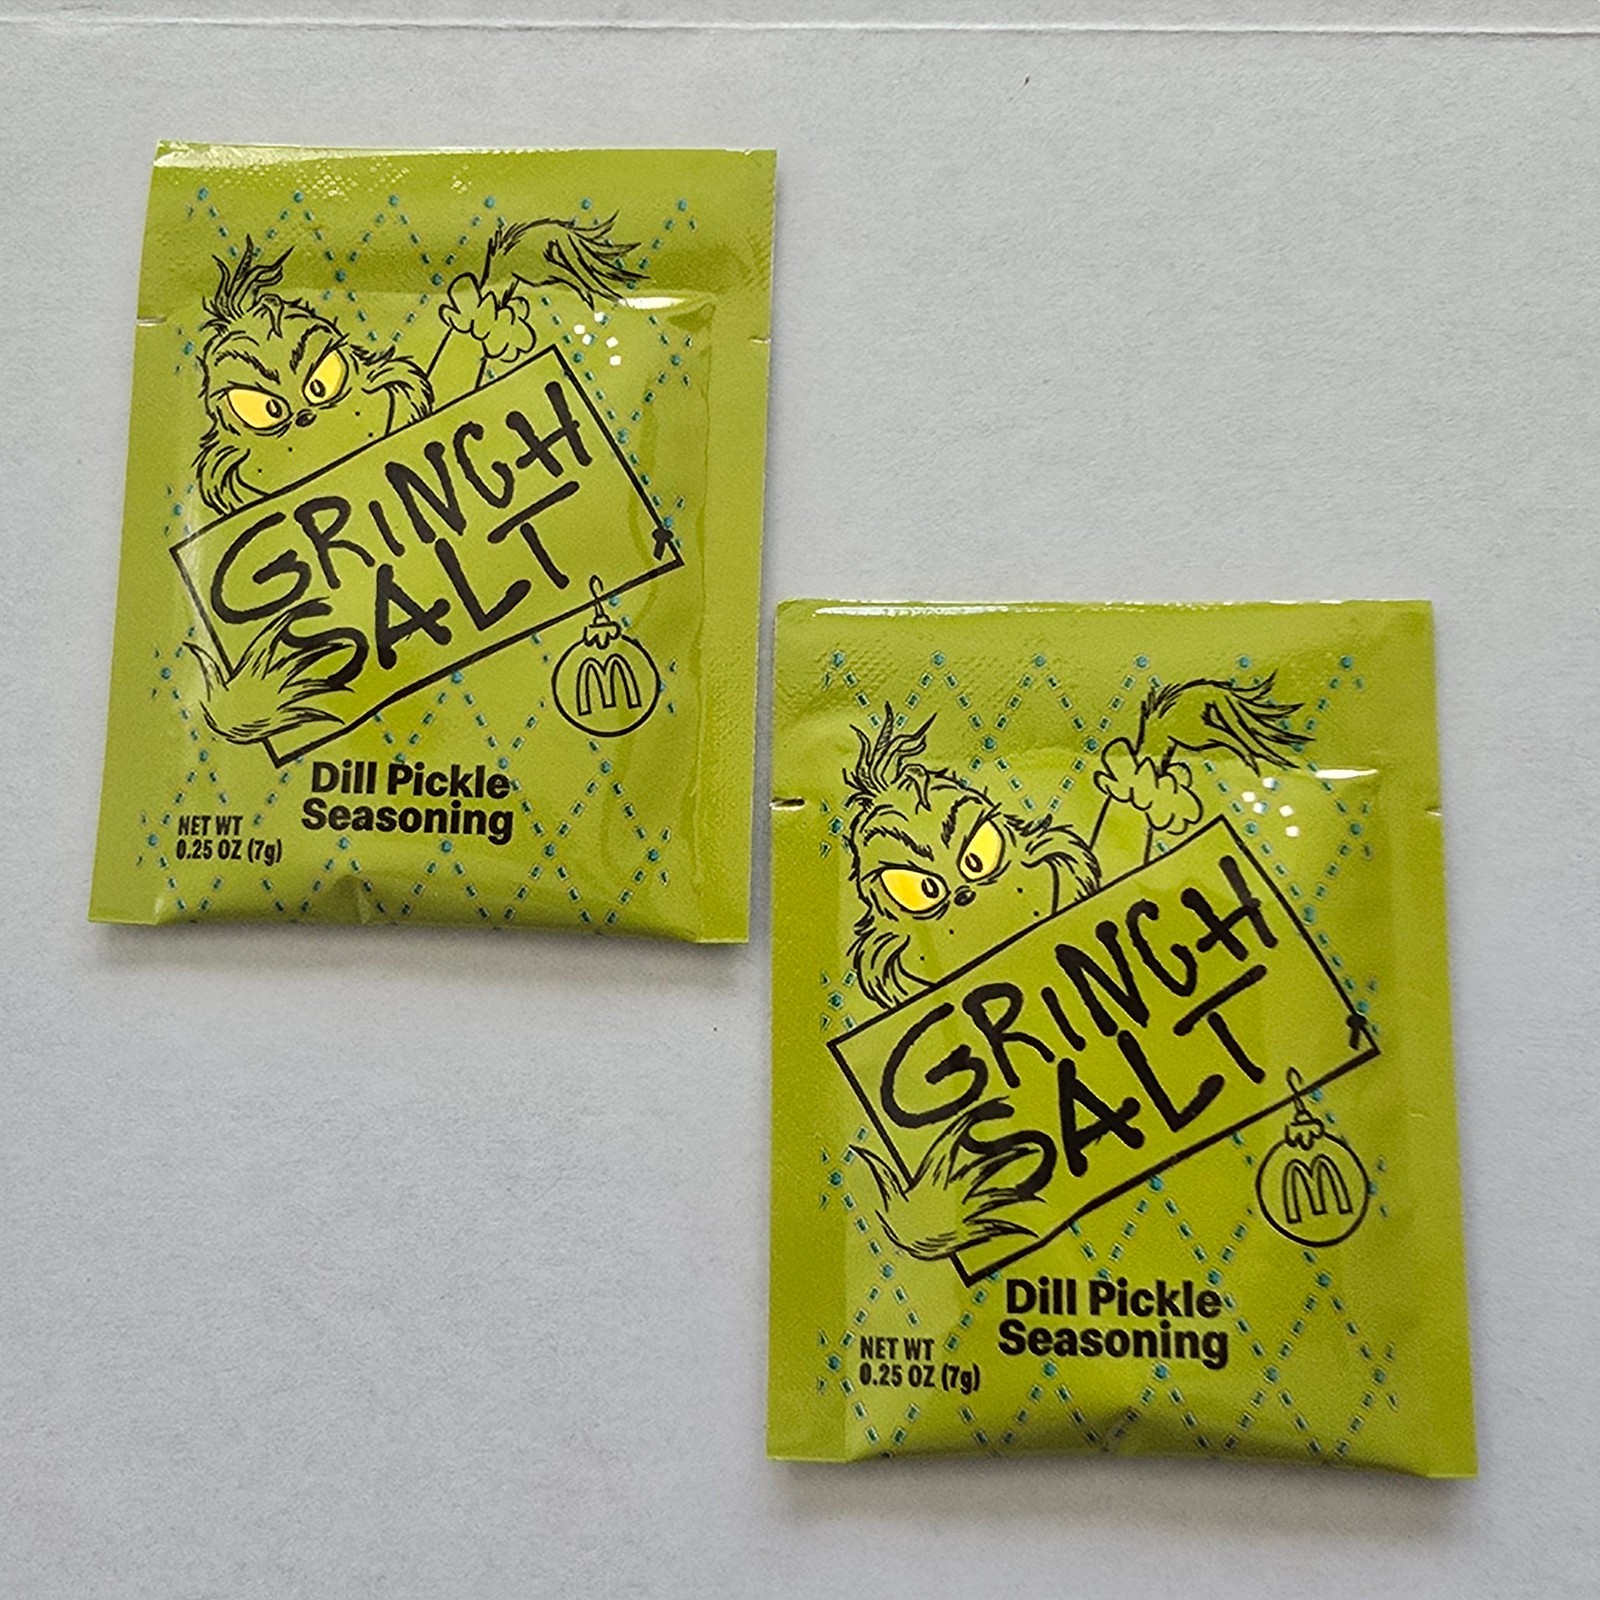 GRiNCH
SALT
M
Dill Pickle
Seasoning
NET WT
0.25 OZ (7g)
GRiNCH
SALT
M
Dill Pickle
Seasoning
NET WT
0.25 OZ (7g)